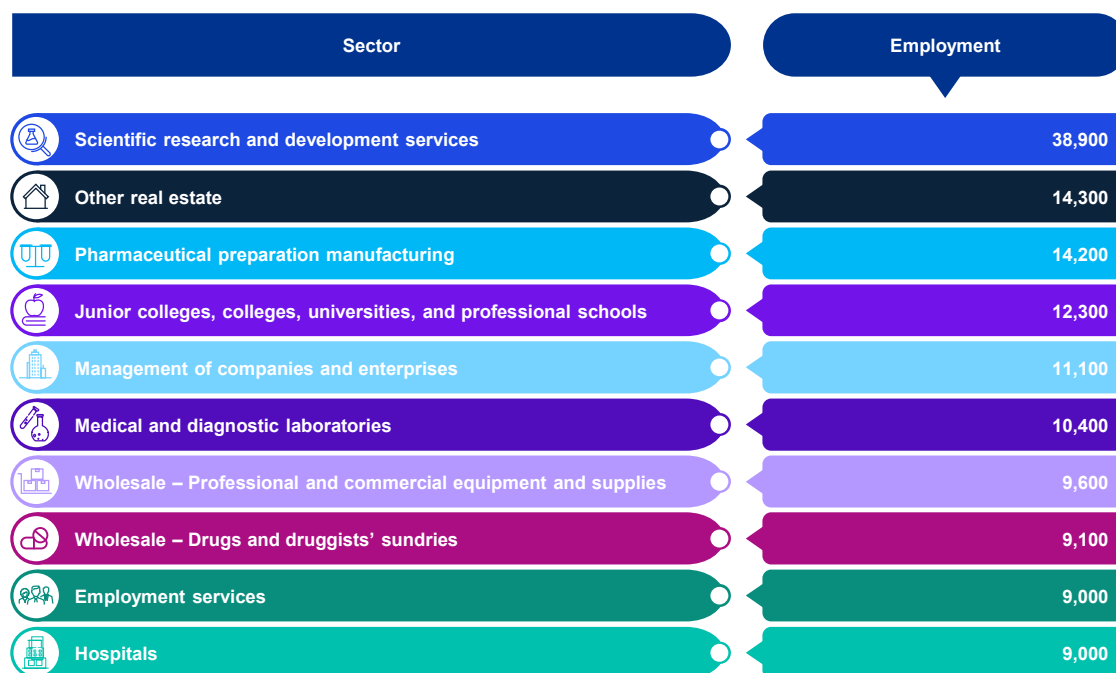 Sector Employment
Scientific research and development services 38,900
Other real estate 14,300
Pharmaceutical preparation manufacturing 14,200
Junior colleges, colleges, universities, and professional schools 12,300
Management of companies and enterprises 11,100
Medical and diagnostic laboratories 10,400
Wholesale – Professional and commercial equipment and supplies 9,600
Wholesale – Drugs and druggists’ sundries 9,100
Employment services 9,000
Hospitals 9,000